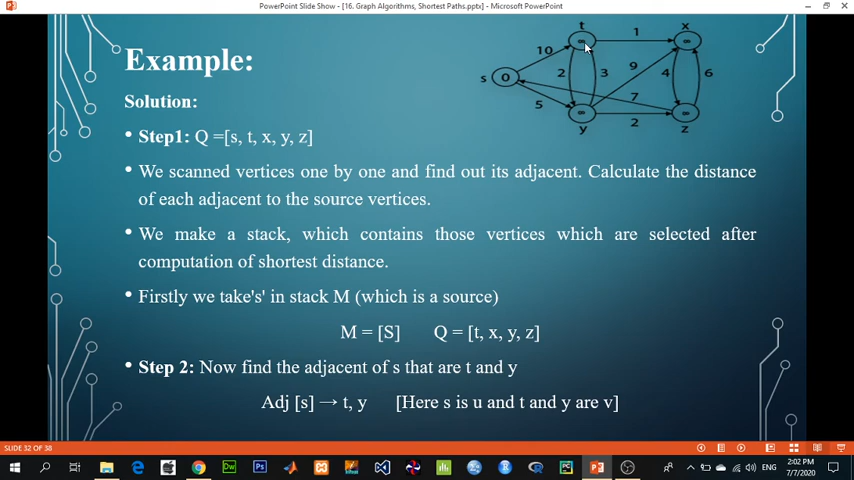 PowerPoint Slide Show - [16. Graph Algorithms, Shortest Paths.pptx] - Microsoft PowerPoint
t x
1
10
Example:
9
s 0 2 3 4 6
7
Solution:
5
∞ ∞ ∞ ∞
2
y z
• Step1: Q =[s, t, x, y, z]
• We scanned vertices one by one and find out its adjacent. Calculate the distance
of each adjacent to the source vertices.
• We make a stack, which contains those vertices which are selected after
computation of shortest distance.
• Firstly we take's' in stack M (which is a source)
M = [S] Q = [t, x, y, z]
• Step 2: Now find the adjacent of s that are t and y
Adj [s] → t, y [Here s is u and t and y are v]
SLIDE 32 OF 38
Dw Ps R PC ENG 2:02 PM
7/7/2020